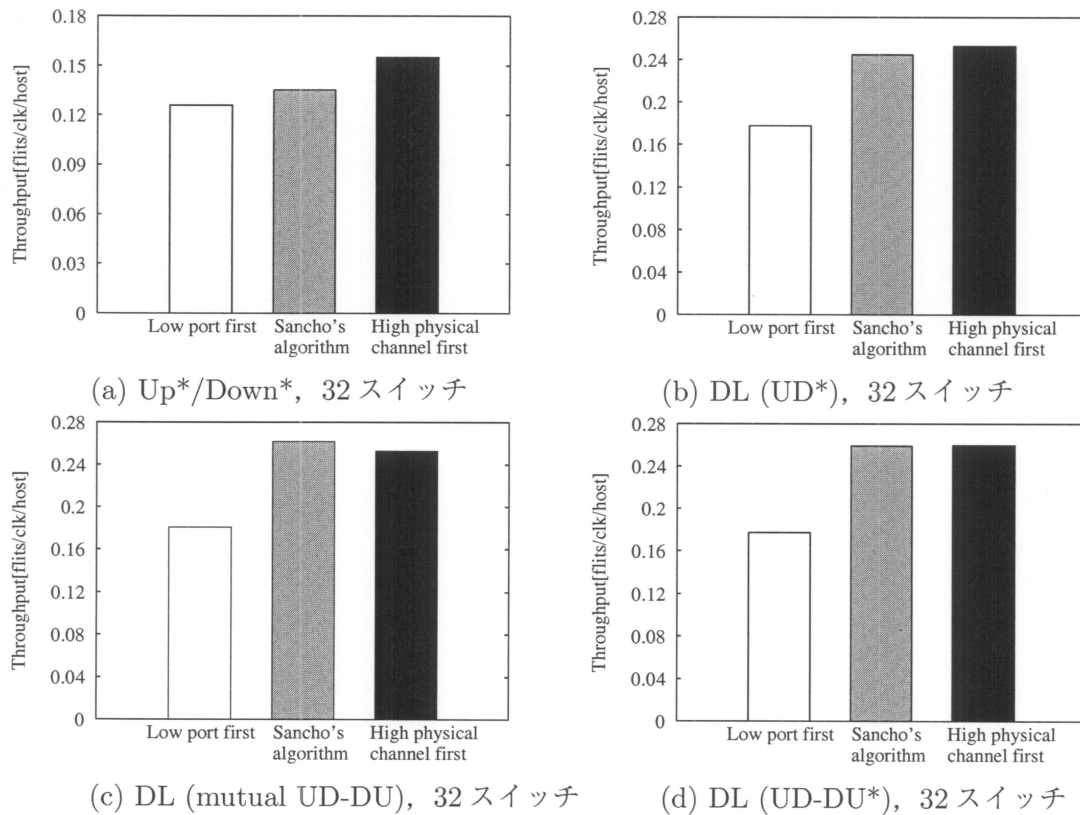 Throughput[flits/clk/host]
0.18
0.15
0.12
0.09
0.06
0.03
0
Low port first
Sancho's
algorithm
High physical
channel first
(a) Up*/Down*, 32 スイッチ
Throughput[flits/clk/host]
0.28
0.24
0.2
0.16
0.12
0.08
0.04
0
Low port first
Sancho's
algorithm
High physical
channel first
(b) DL (UD*), 32 スイッチ
Throughput[flits/clk/host]
0.28
0.24
0.2
0.16
0.12
0.08
0.04
0
Low port first
Sancho's
algorithm
High physical
channel first
(c) DL (mutual UD-DU), 32 スイッチ
Throughput[flits/clk/host]
0.28
0.26
0.2
0.16
0.12
0.08
0.04
0
Low port first
Sancho's
algorithm
High physical
channel first
(d) DL (UD-DU*), 32 スイッチ